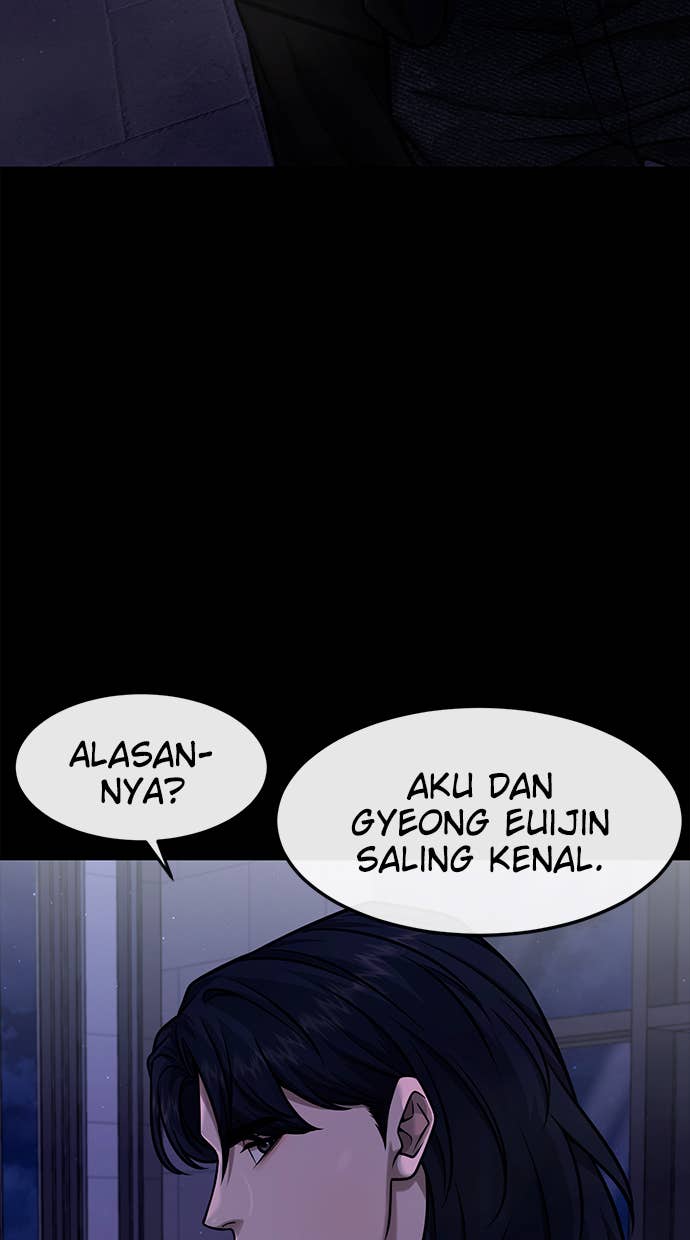 ALASAN-
NYA?
AKU DAN
GYEONG EUIJIN
SALING KENAL.